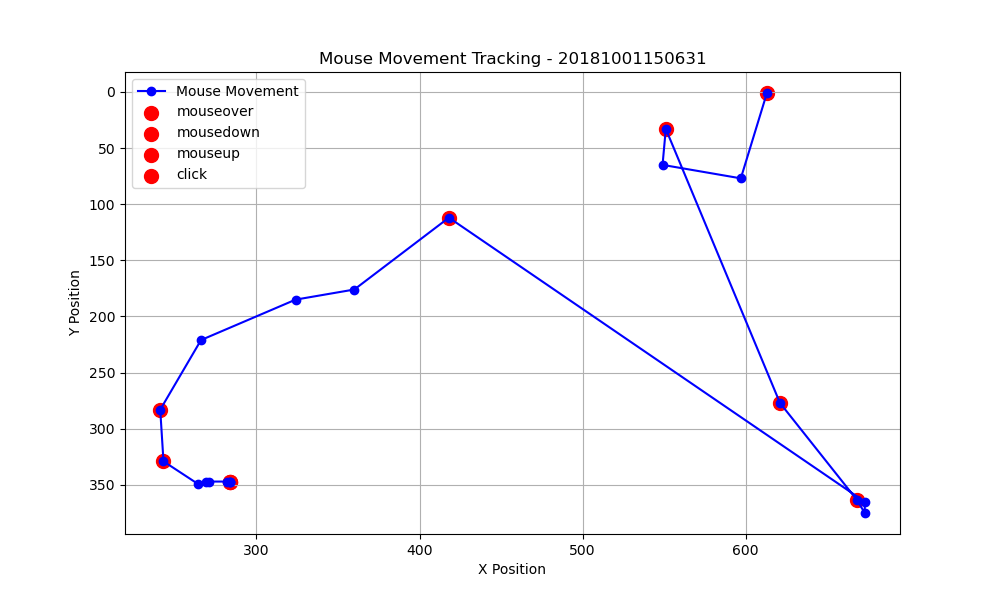 Mouse Movement Tracking - 20181001150631
Mouse Movement
mouseover
mousedown
mouseup
click
0
50
100
150
200
250
300
350
Y Position
300 400 500 600
X Position